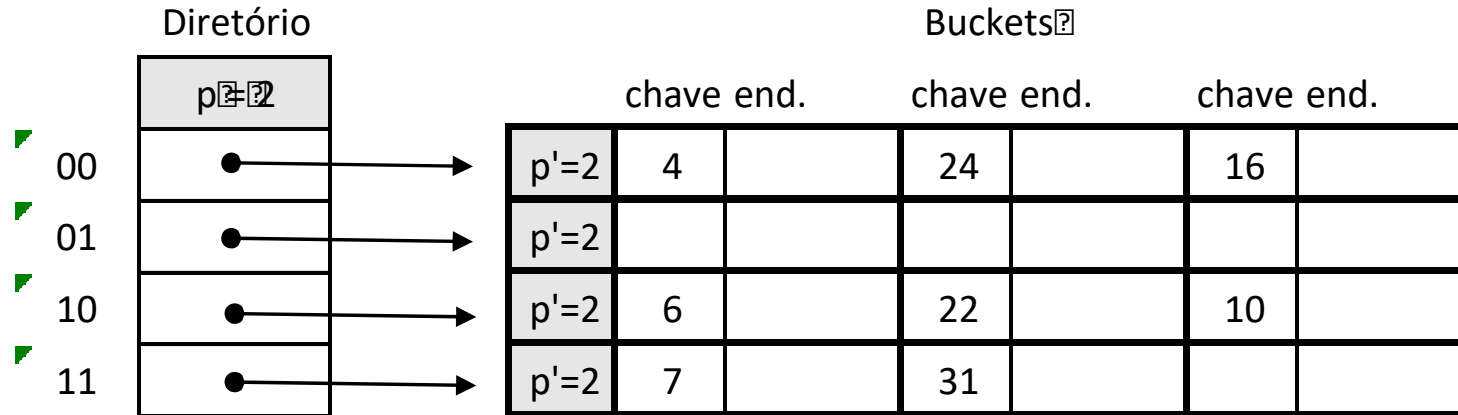 Diretório Buckets
p = 2 chave end. chave end. chave end.
00 p'=2 4 24 16
01 p'=2
10 p'=2 6 22 10
11 p'=2 7 31